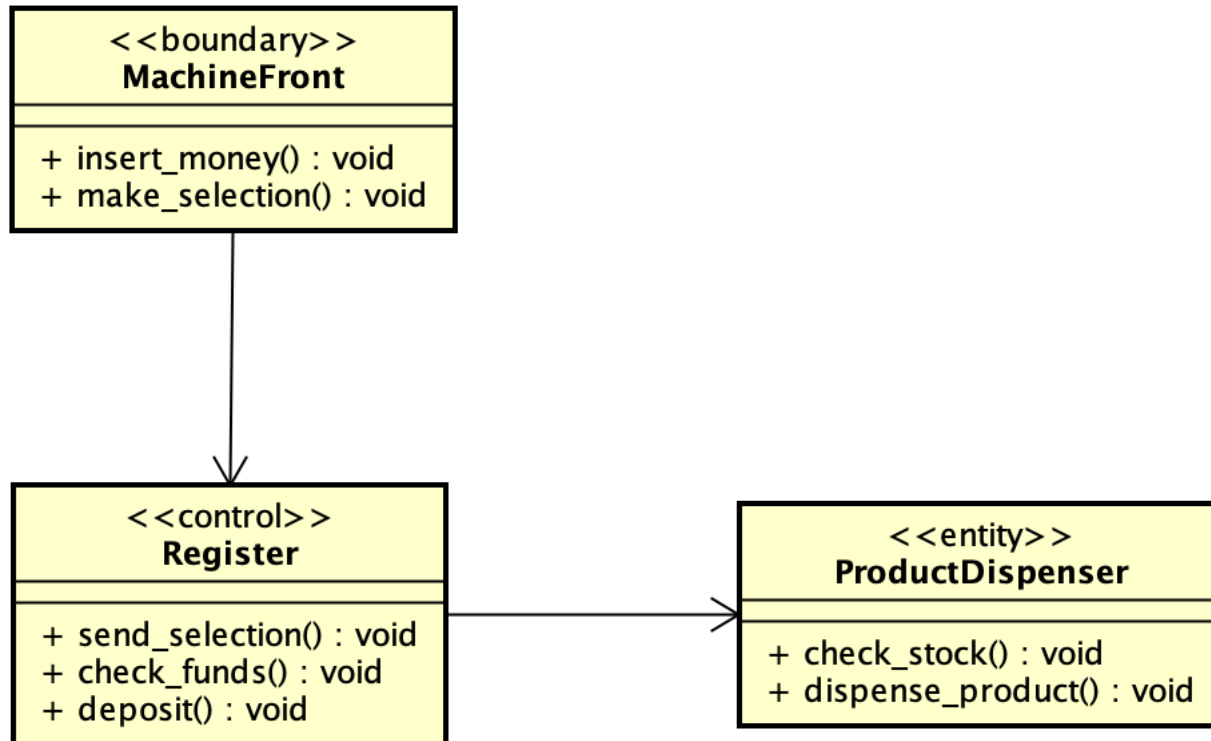 <<boundary>>
MachineFront
+ insert_money() : void
+ make_selection() : void
<<control>>
Register
+ send_selection() : void
+ check_funds() : void
+ deposit() : void
<<entity>>
ProductDispenser
+ check_stock() : void
+ dispense_product() : void